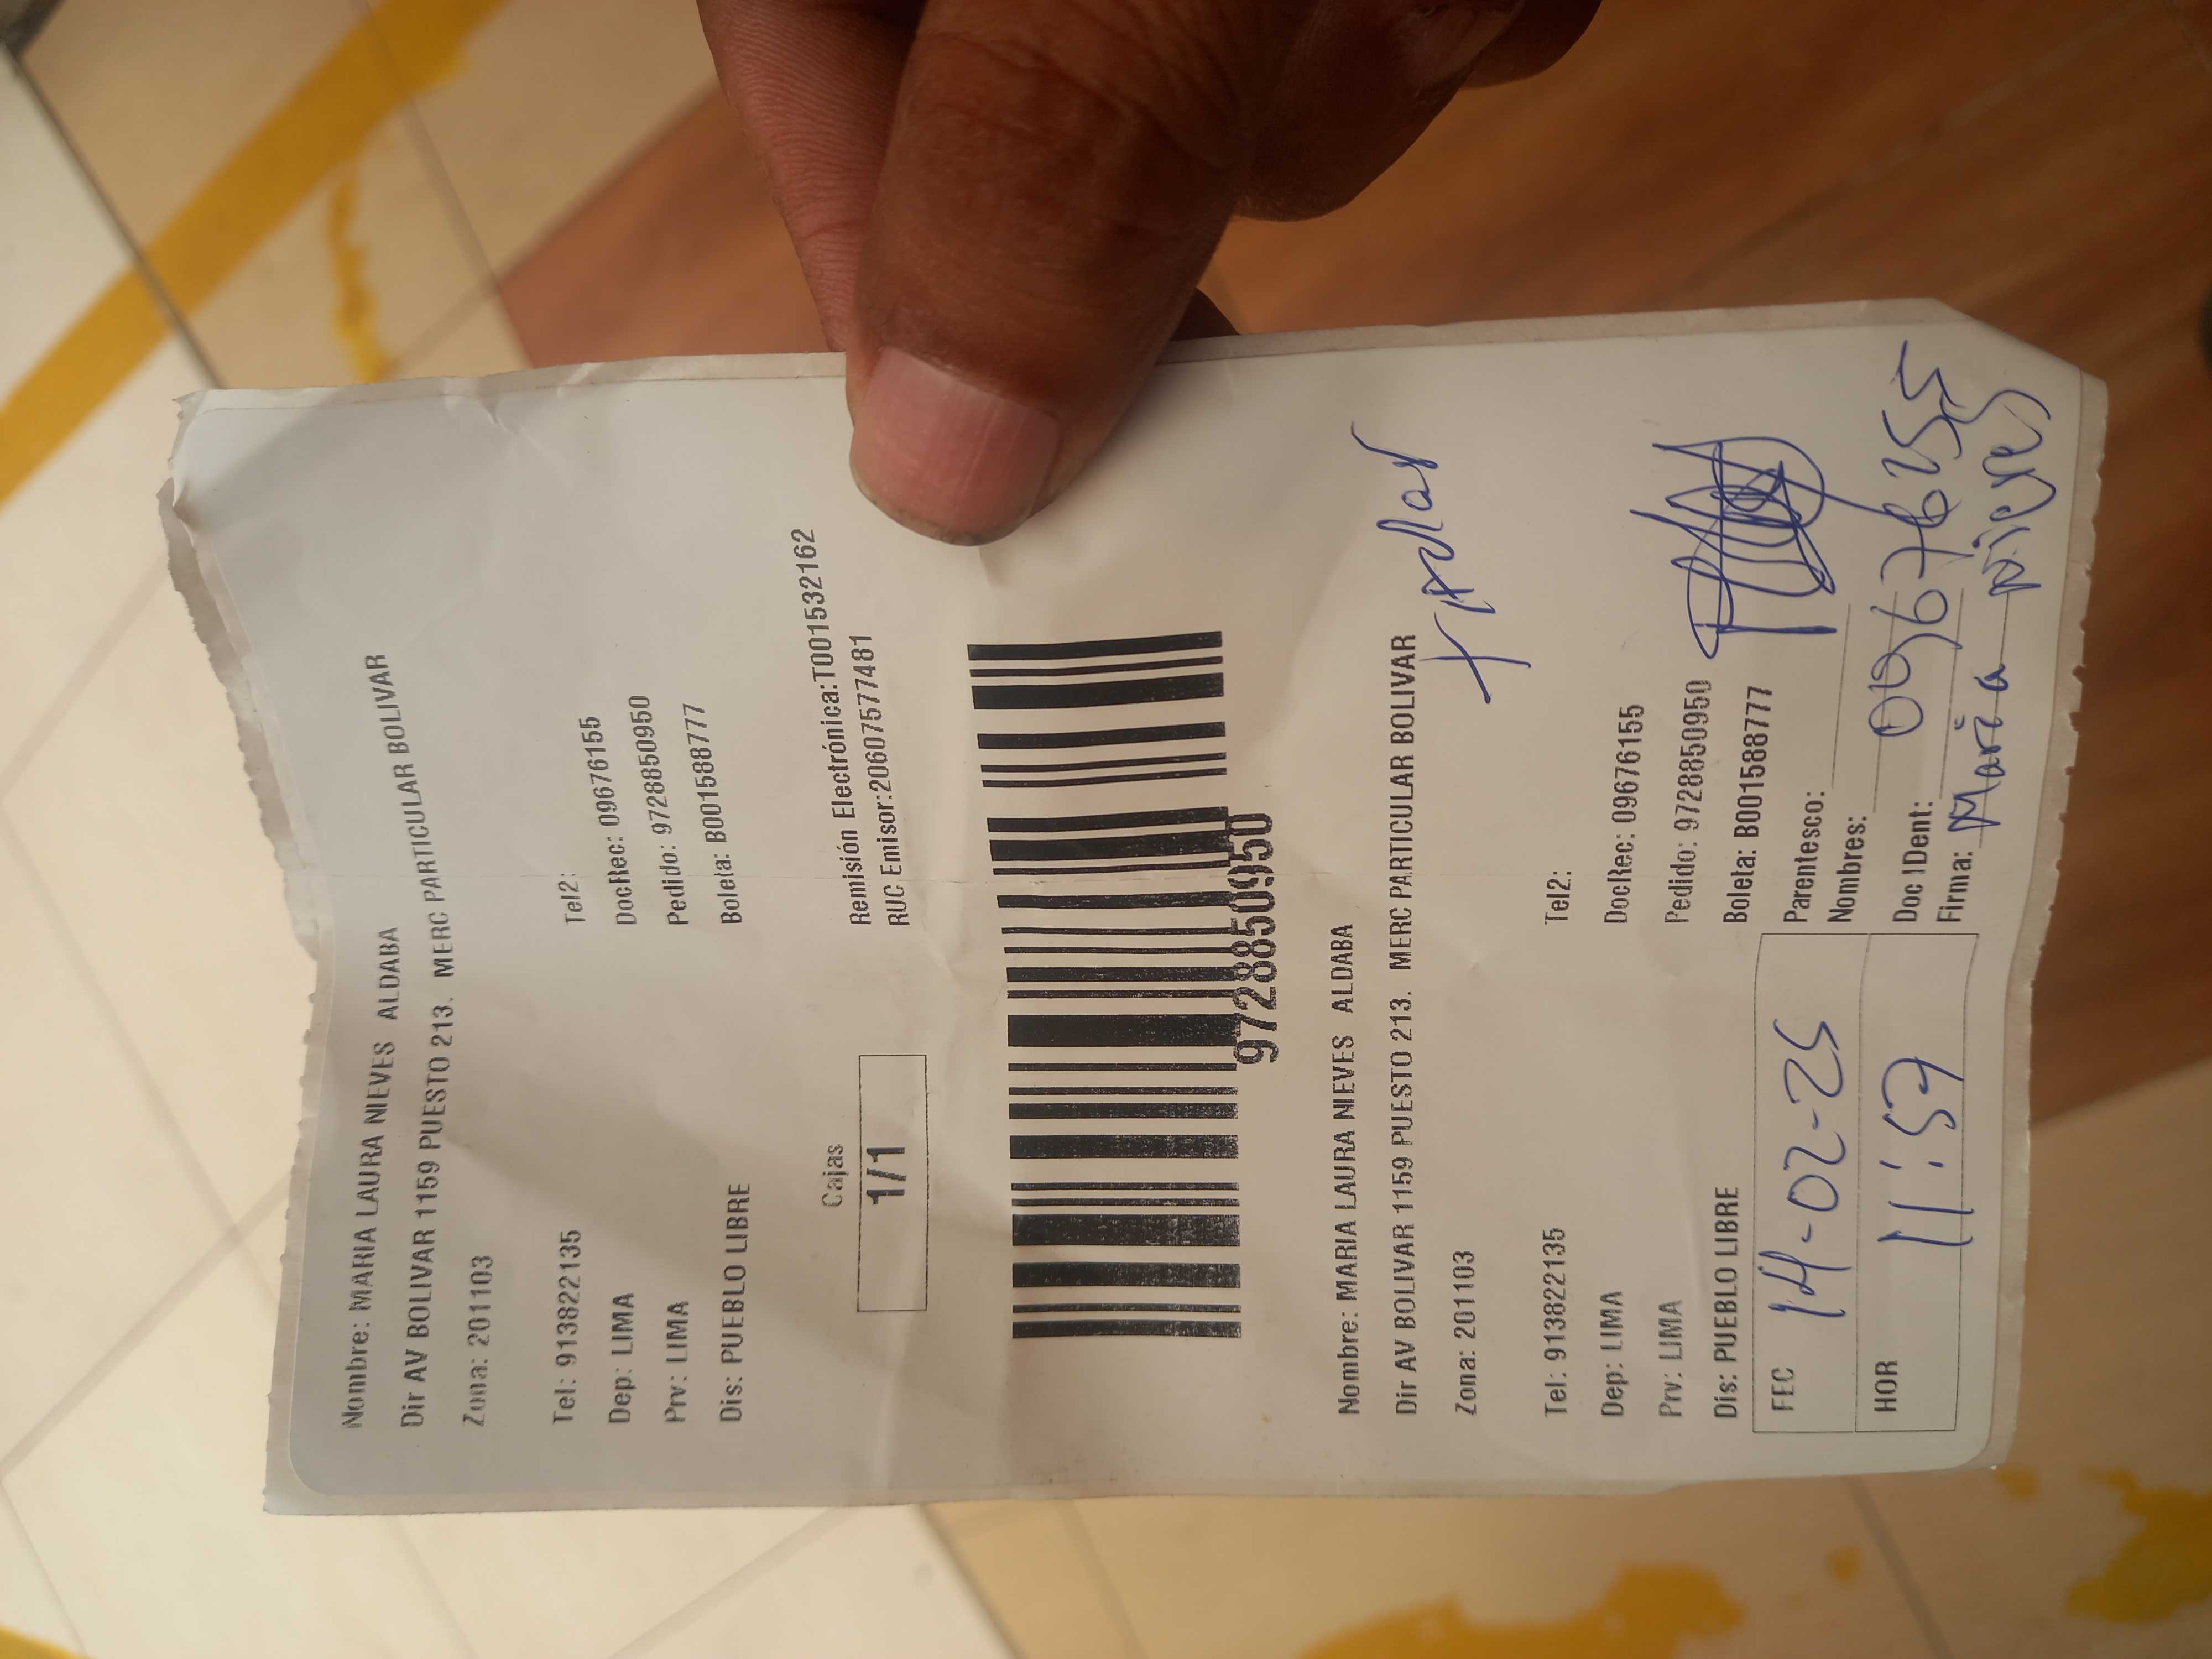 Nombre: MARIA LAURA NIEVES ALDABA
Dir AV BOLIVAR 1159 PUESTO 213. MERC PARTICULAR BOLIVAR
Zona: 201103
Tel: 913822135 Tel2:
Dep: LIMA DocRec: 09676155
Prv: LIMA Pedido: 9728850950
Dis: PUEBLO LIBRE Boleta: B001588777
Cajas
1/1
Remisión Electrónica:T001532162
RUC Emisor:20607577481
9728850950
Nombre: MARIA LAURA NIEVES ALDABA
Dir AV BOLIVAR 1159 PUESTO 213. MERC PARTICULAR BOLIVAR
Zona: 201103
Tel: 913822135 Tel2:
Dep: LIMA DocRec: 09676155
Prv: LIMA Pedido: 9728850950
Dis: PUEBLO LIBRE Boleta: B001588777
FEC 14-02-25 Parentesco:
Nombres:
HOR 11:59 Doc IDent: 09676255
Firma: Maria Nieves